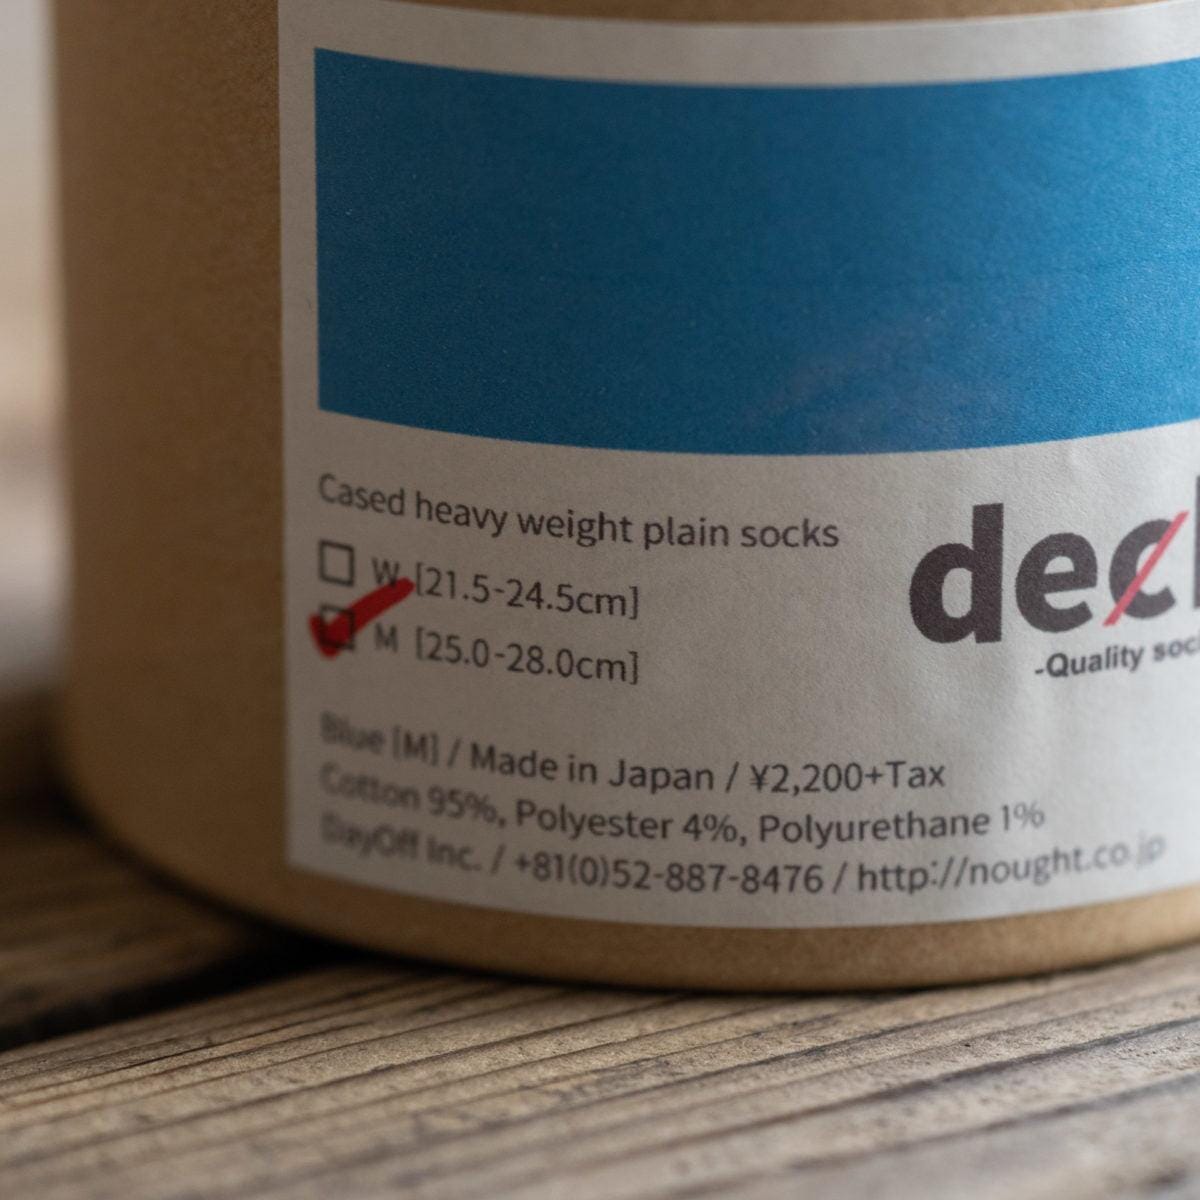 Cased heavy weight plain socks
W [21.5-24.5cm]
M [25.0-28.0cm]
dec
-Quality soc
Blue [M] / Made in Japan / ¥2,200+Tax
Cotton 95%, Polyester 4%, Polyurethane 1%
DayOff Inc. / +81(0)52-887-8476 / http://nought.co.jp